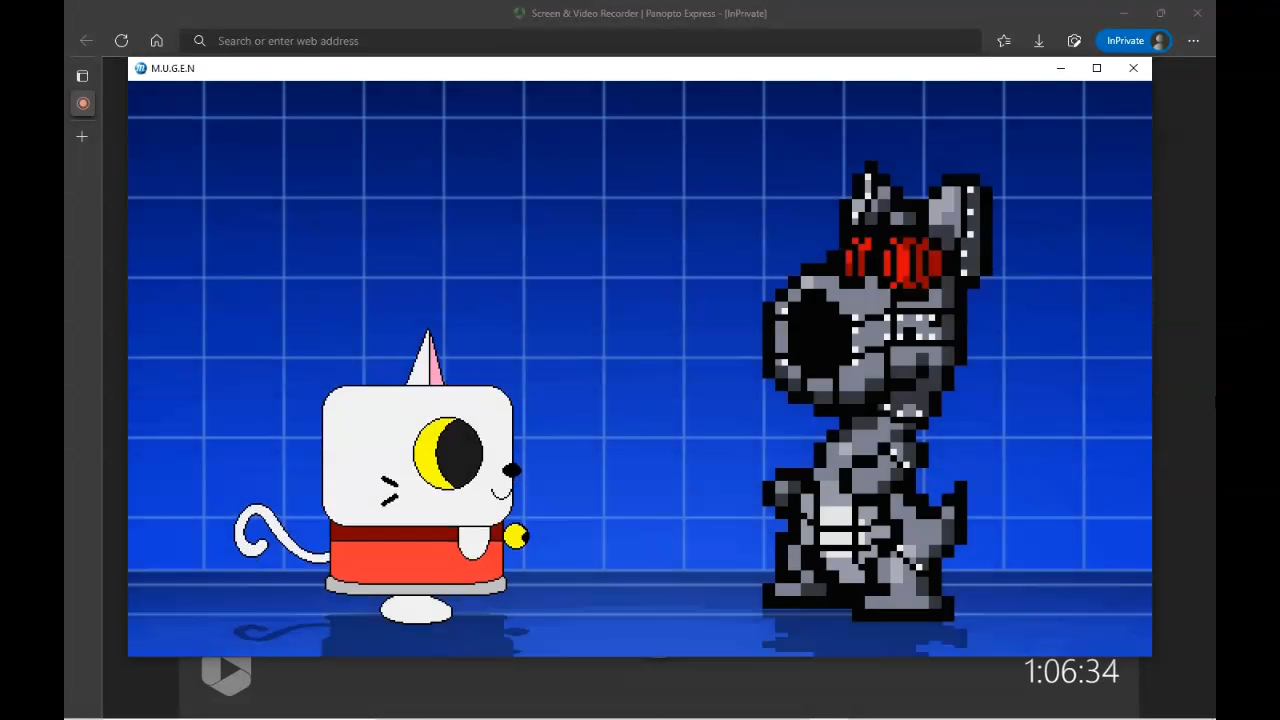 Screen & Video Recorder | Panopto Express - [InPrivate]
Search or enter web address
InPrivate
M.U.G.E.N
1:06:34